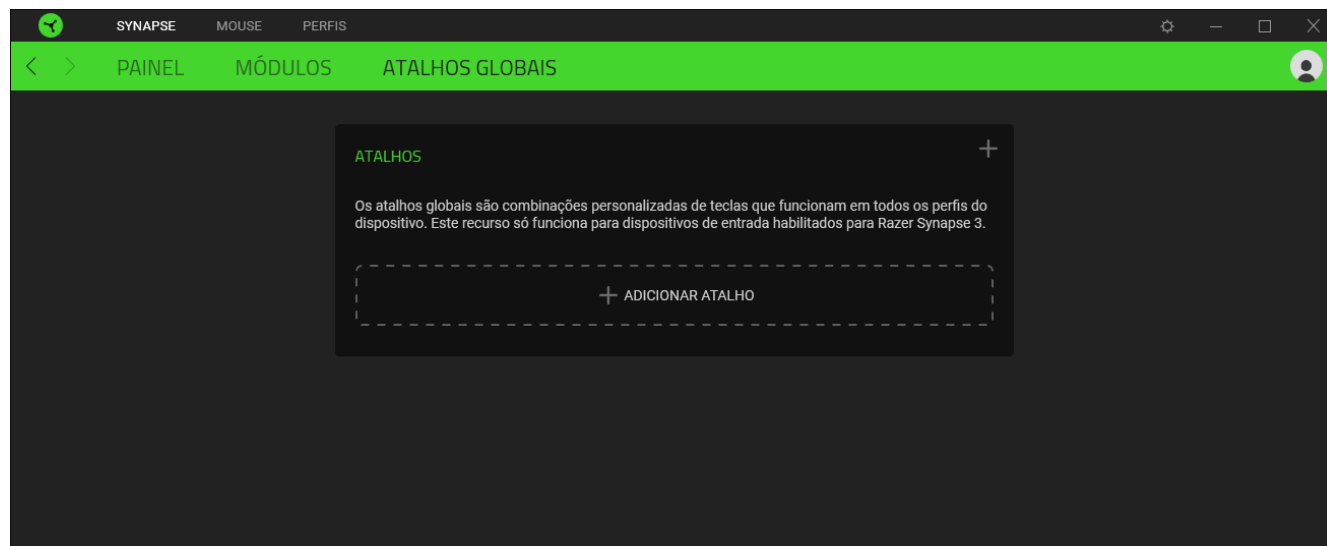 SYNAPSE MOUSE PERFIS
PAINEL MÓDULOS ATALHOS GLOBAIS
ATALHOS
Os atalhos globais são combinações personalizadas de teclas que funcionam em todos os perfis do
dispositivo. Este recurso só funciona para dispositivos de entrada habilitados para Razer Synapse 3.
ADICIONAR ATALHO